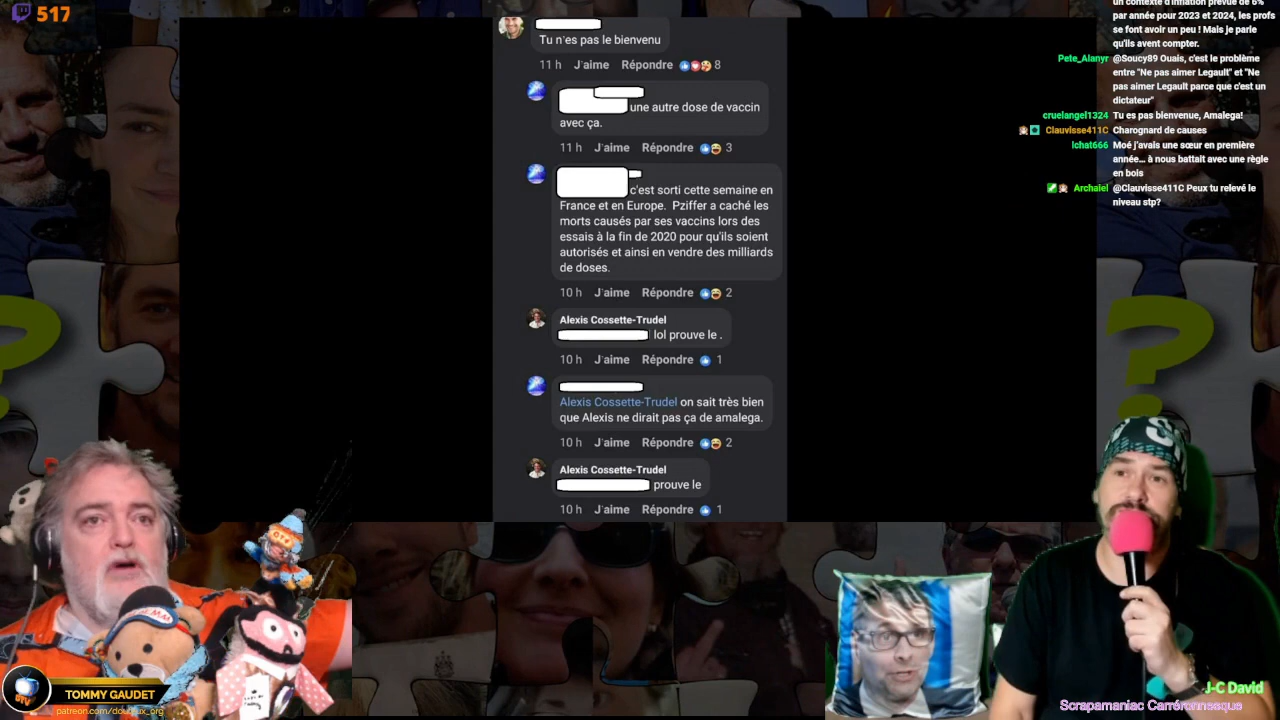 517
Tu n'es pas le bienvenu
11 h J'aime Répondre 8
une autre dose de vaccin
avec ça.
11 h J'aime Répondre 3
c'est sorti cette semaine en
France et en Europe. Pziffer a caché les
morts causés par ses vaccins lors des
essais à la fin de 2020 pour qu'ils soient
autorisés et ainsi en vendre des milliards
de doses.
10 h J'aime Répondre 2
Alexis Cossette-Trudel
lol prouve le .
10 h J'aime Répondre 1
Alexis Cossette-Trudel on sait très bien
que Alexis ne dirait pas ça de amalega.
10 h J'aime Répondre 2
Alexis Cossette-Trudel
prouve le
10 h J'aime Répondre 1
un contexte d'inflation prévue de 6%
par année pour 2023 et 2024, les profs
se font avoir un peu ! Mais je parle
qu'ils avent compter.
Pete_Alanyr @Soucy89 Ouais, c'est le problème
entre "Ne pas aimer Legault" et "Ne
pas aimer Legault parce que c'est un
dictateur"
cruelangel1324 Tu es pas bienvenue, Amalega!
Clauvisse411C Charognard de causes
lchat666 Moé j'avais une sœur en première
année... à nous battait avec une règle
en bois
Archaiel @Clauvisse411C Peux tu relevé le
niveau stp?
GTV
TOMMY GAUDET
patreon.com/douteux_org
J-C David
Scrapamaniac Carréronnesque